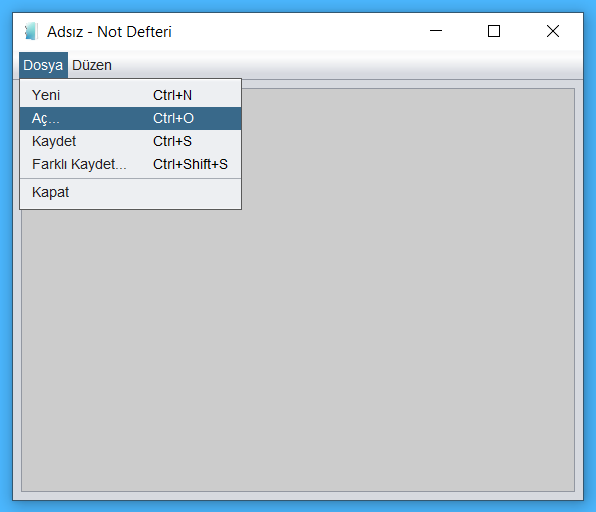 Adsız - Not Defteri
Dosya Düzen
Yeni Ctrl+N
Aç... Ctrl+O
Kaydet Ctrl+S
Farklı Kaydet... Ctrl+Shift+S
Kapat